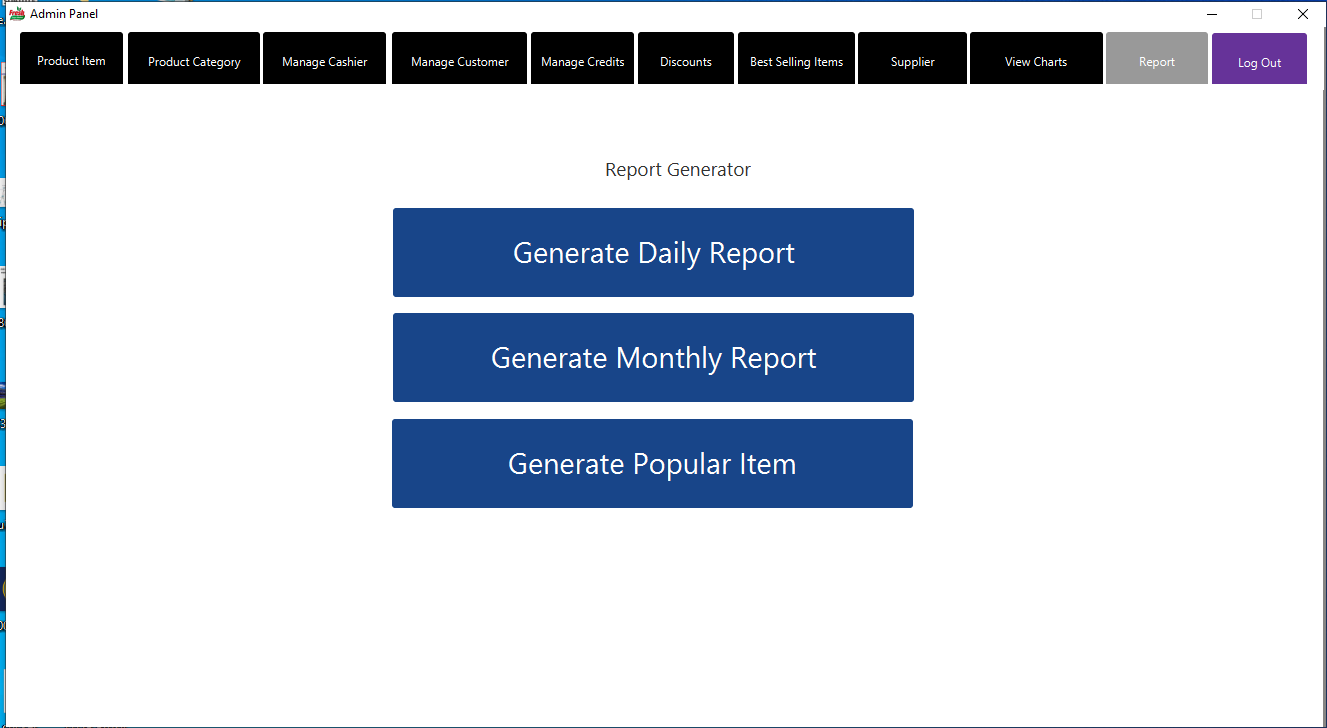 Admin Panel
Product Item
Product Category
Manage Cashier
Manage Customer
Manage Credits
Discounts
Best Selling Items
Supplier
View Charts
Report
Log Out
Report Generator
Generate Daily Report
Generate Monthly Report
Generate Popular Item